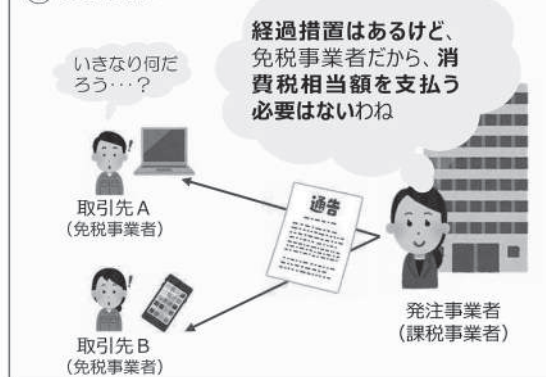 経過措置はあるけど、
免税事業者だから、消
費税相当額を支払う
必要はないわね
いきなり何だ
ろう・・・？
通告
取引先A
（免税事業者）
取引先B
（免税事業者）
発注事業者
（課税事業者）